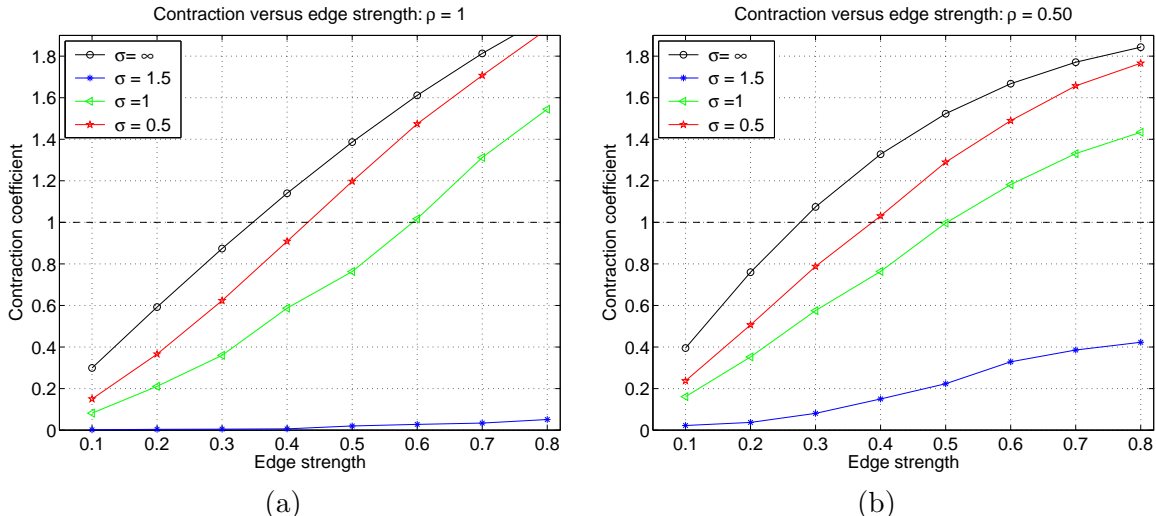 Contraction versus edge strength: ρ = 1
1.8
1.6
1.4
1.2
1
0.8
0.6
0.4
0.2
0
Contraction coefficient
σ= ∞
σ = 1.5
σ =1
σ = 0.5
0.1 0.2 0.3 0.4 0.5 0.6 0.7 0.8
Edge strength
(a)
Contraction versus edge strength: ρ = 0.50
1.8
1.6
1.4
1.2
1
0.8
0.6
0.4
0.2
0
Contraction coefficient
σ= ∞
σ = 1.5
σ =1
σ = 0.5
0.1 0.2 0.3 0.4 0.5 0.6 0.7 0.8
Edge strength
(b)